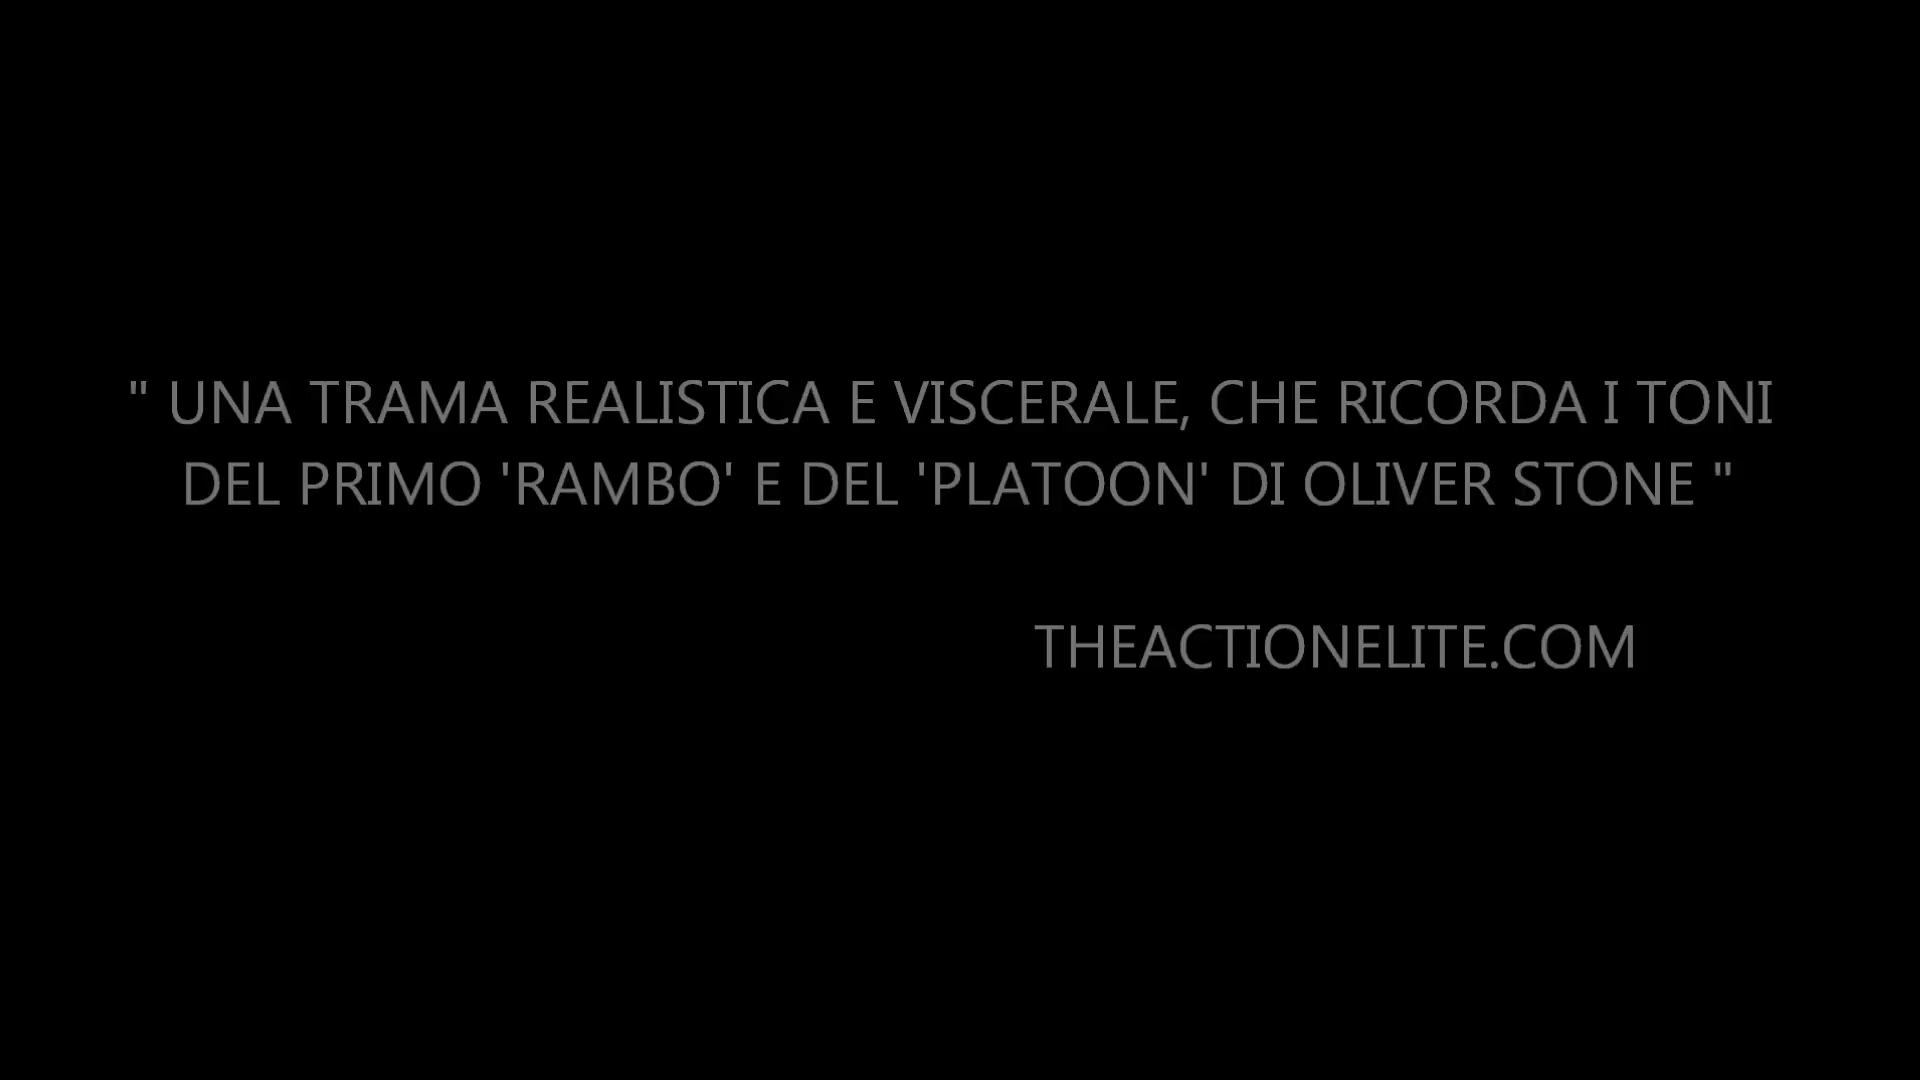 " UNA TRAMA REALISTICA E VISCERALE, CHE RICORDA I TONI
DEL PRIMO 'RAMBO' E DEL 'PLATOON' DI OLIVER STONE "
THEACTIONELITE.COM